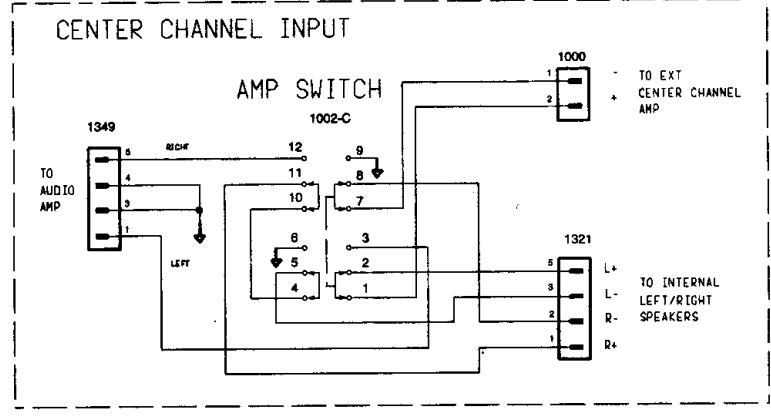 CENTER CHANNEL INPUT
AMP SWITCH
1002-C
1000
1
2
-
+
TO EXT
CENTER CHANNEL
AMP
1349
TO
AUDIO
AMP
5
4
3
1
RIGHT
LEFT
12
11
10
9
8
7
6
5
4
3
2
1
1321
5
3
2
1
L+
L-
R-
R+
TO INTERNAL
LEFT/RIGHT
SPEAKERS